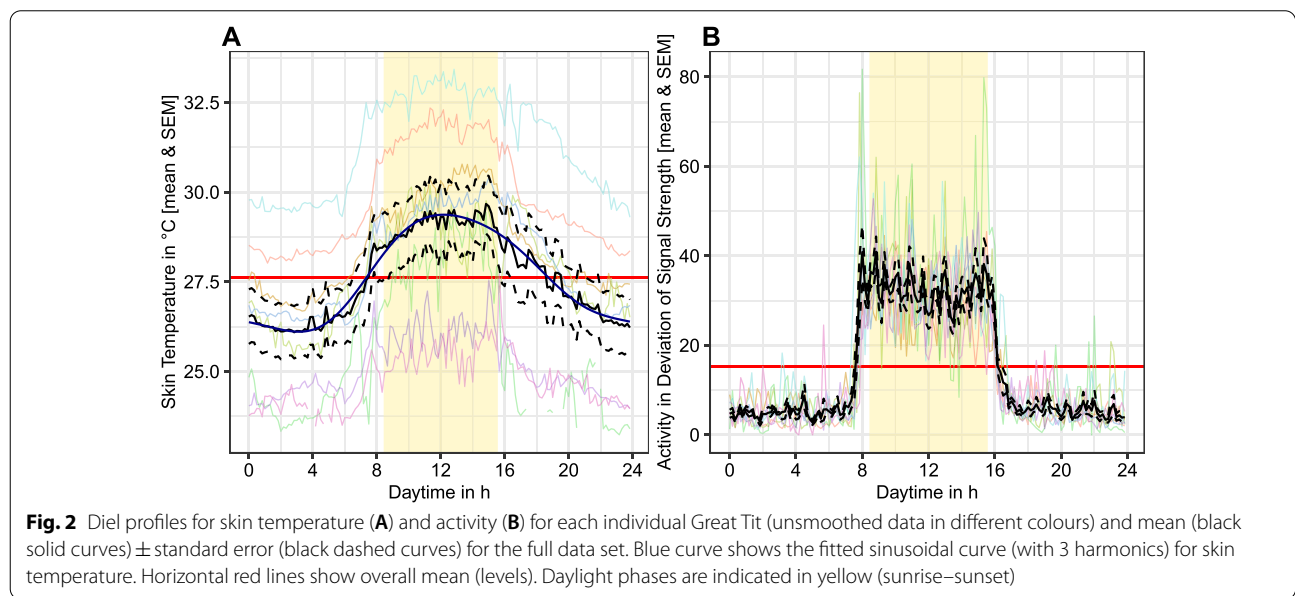 A
B
Skin Temperature in °C [mean & SEM]
32.5
30.0
27.5
25.0
0 4 8 12 16 20 24
Daytime in h
Activity in Deviation of Signal Strength [mean & SEM]
80
60
40
20
0
0 4 8 12 16 20 24
Daytime in h
Fig. 2 Diel profiles for skin temperature (A) and activity (B) for each individual Great Tit (unsmoothed data in different colours) and mean (black
solid curves) ± standard error (black dashed curves) for the full data set. Blue curve shows the fitted sinusoidal curve (with 3 harmonics) for skin
temperature. Horizontal red lines show overall mean (levels). Daylight phases are indicated in yellow (sunrise–sunset)